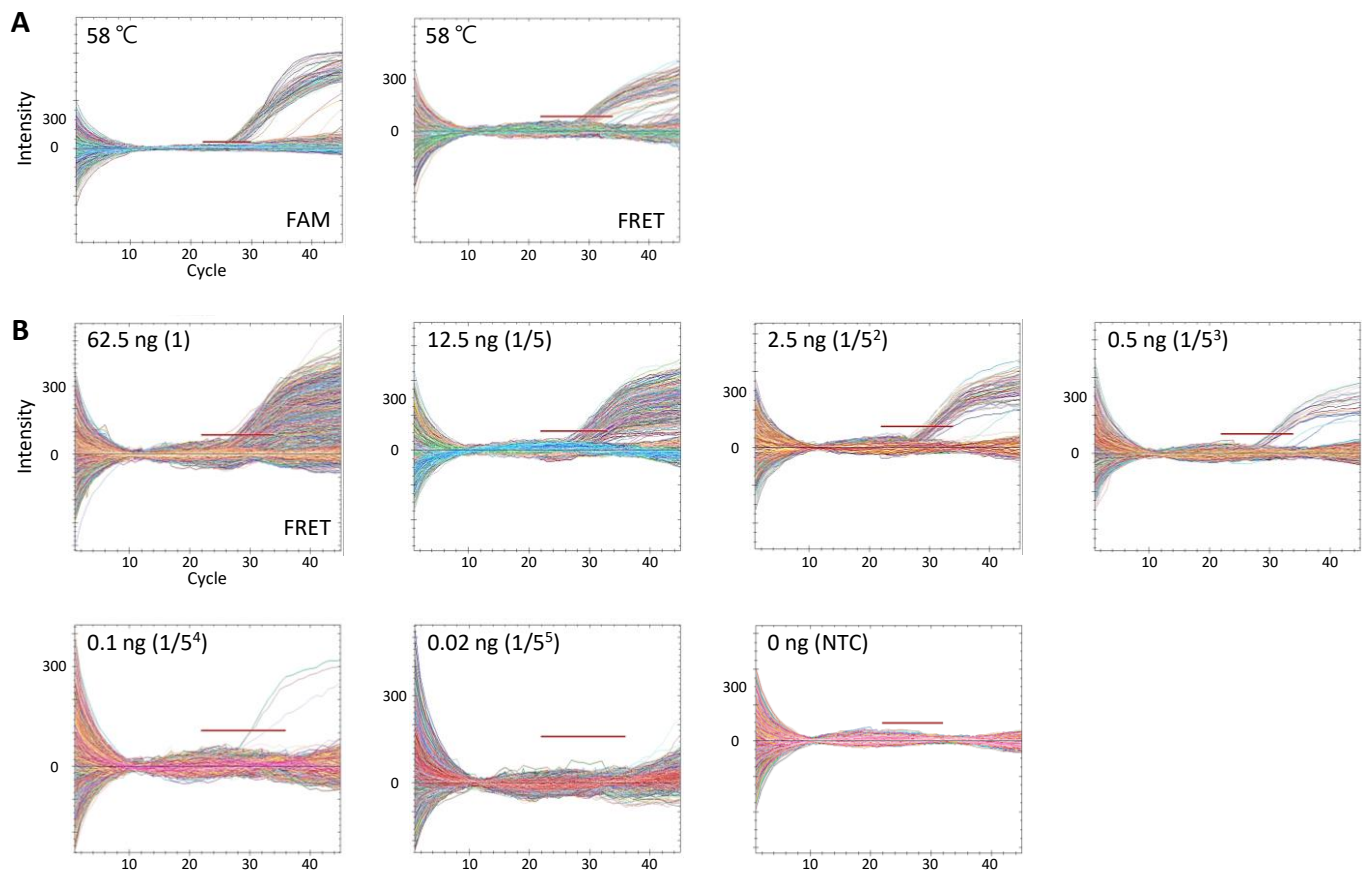 A
58 ℃
58 ℃
300
300
0
0
Intensity
FAM
FRET
10 20 30 40
10 20 30 40
Cycle
B
62.5 ng (1)
12.5 ng (1/5)
2.5 ng (1/5²)
0.5 ng (1/5³)
300
300
300
300
0
0
0
0
Intensity
FRET
10 20 30 40
10 20 30 40
10 20 30 40
10 20 30 40
Cycle
0.1 ng (1/5⁴)
0.02 ng (1/5⁵)
0 ng (NTC)
300
300
300
0
0
0
10 20 30 40
10 20 30 40
10 20 30 40